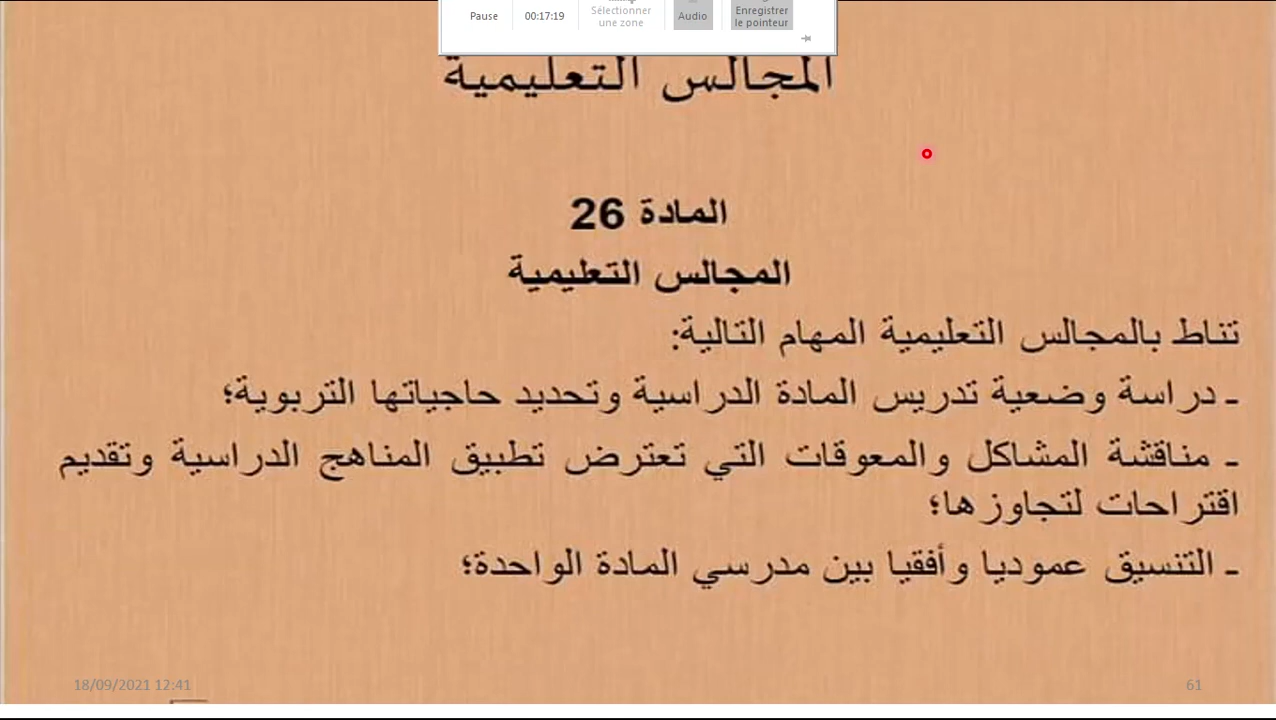 Pause
00:17:19
Sélectionner
une zone
Audio
Enregistrer
le pointeur
المجالس التعليمية
المادة 26
المجالس التعليمية
تناط بالمجالس التعليمية المهام التالية:
ـ دراسة وضعية تدريس المادة الدراسية وتحديد حاجياتها التربوية؛
ـ مناقشة المشاكل والمعوقات التي تعترض تطبيق المناهج الدراسية وتقديم
اقتراحات لتجاوزها؛
ـ التنسيق عموديا وأفقيا بين مدرسي المادة الواحدة؛
18/09/2021 12:41
61